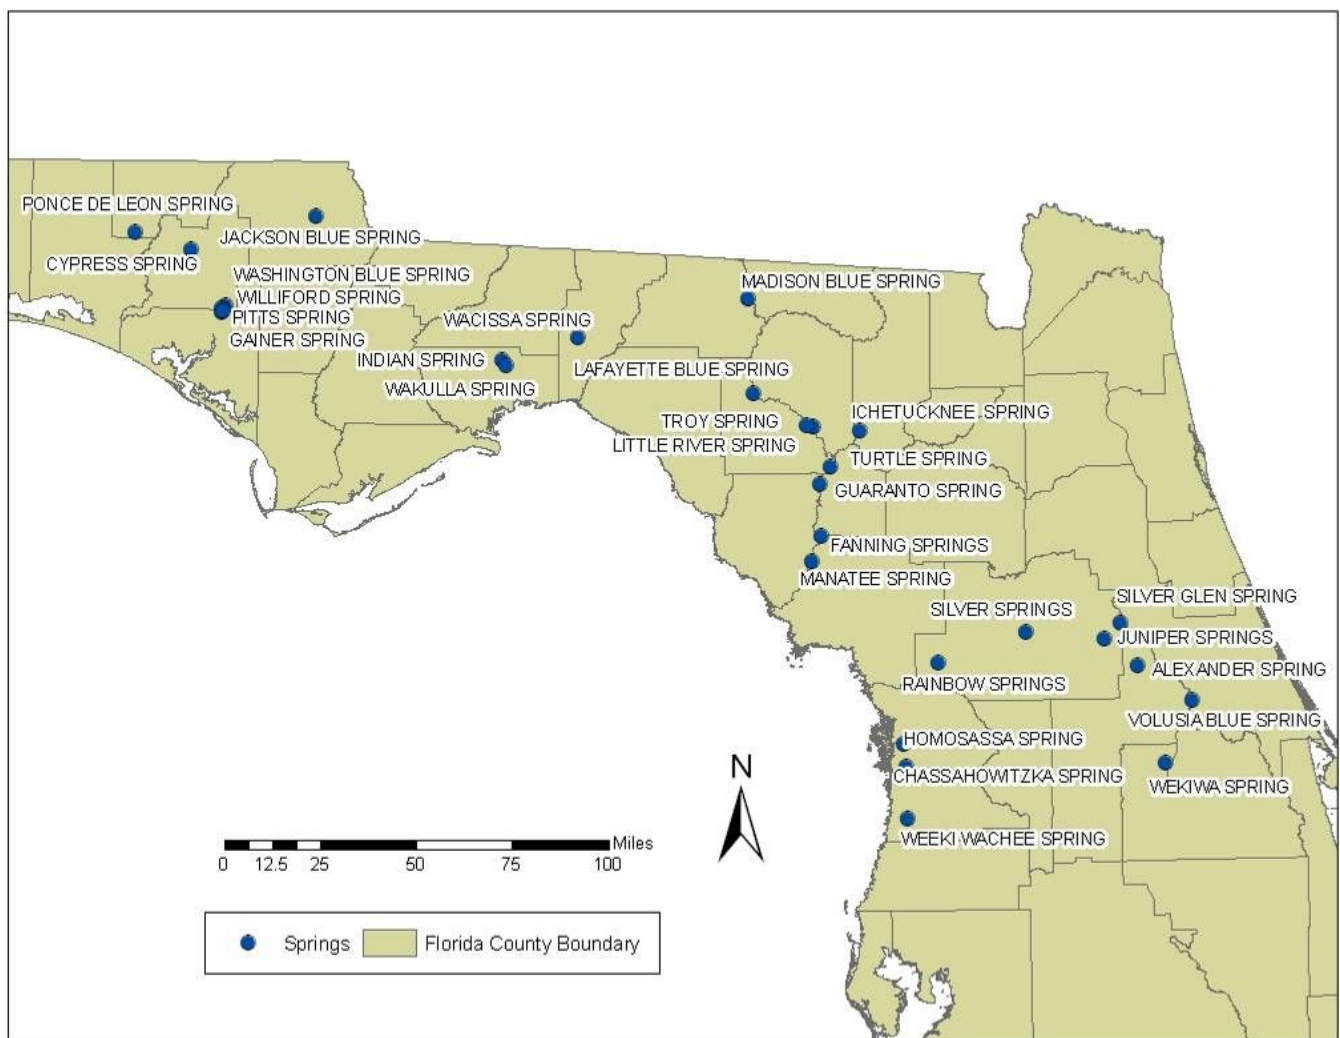 PONCE DE LEON SPRING
JACKSON BLUE SPRING
CYPRESS SPRING
WASHINGTON BLUE SPRING
WILLIFORD SPRING
PITTS SPRING
GAINER SPRING
MADISON BLUE SPRING
WACISSA SPRING
INDIAN SPRING
WAKULLA SPRING
LAFAYETTE BLUE SPRING
TROY SPRING
ICHETUCKNEE SPRING
LITTLE RIVER SPRING
TURTLE SPRING
GUARANTO SPRING
FANNING SPRINGS
MANATEE SPRING
SILVER GLEN SPRING
SILVER SPRINGS
JUNIPER SPRINGS
ALEXANDER SPRING
RAINBOW SPRINGS
VOLUSIA BLUE SPRING
HOMOSASSA SPRING
CHASSAHOWITZKA SPRING
WEKIWA SPRING
WEEKI WACHEE SPRING
N
Miles
0 12.5 25 50 75 100
Springs
Florida County Boundary